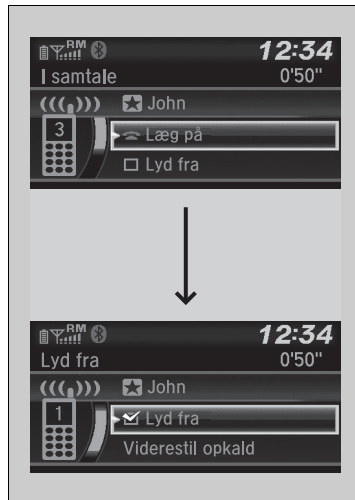 RM
12:34
I samtale
0'50"
John
3
Læg på
Lyd fra
RM
12:34
Lyd fra
0'50"
John
1
Lyd fra
Viderestil opkald